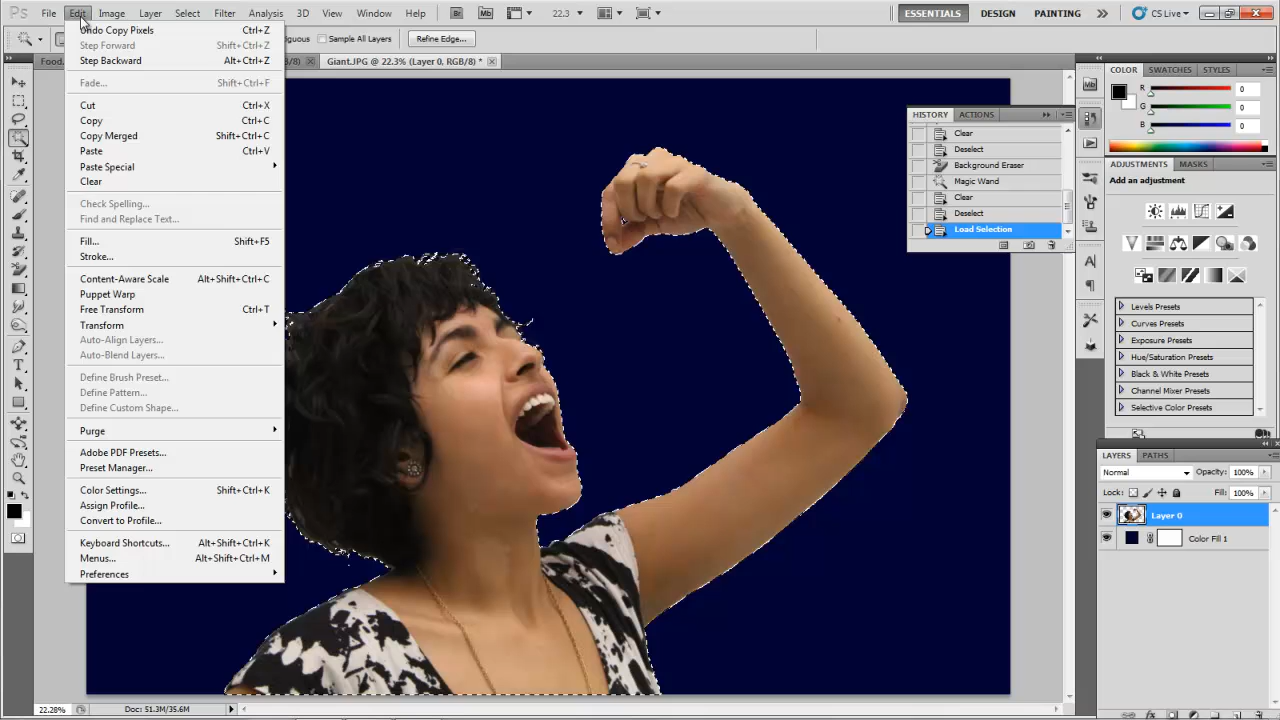 Ps File Edit Image Layer Select Filter Analysis 3D View Window Help Br Mb 22.3 ESSENTIALS DESIGN PAINTING CS Live
Sample All Layers Refine Edge...
Food. Giant.JPG @ 22.3% (Layer 0, RGB/8) *
Undo Copy Pixels Ctrl+Z
Step Forward Shift+Ctrl+Z
Step Backward Alt+Ctrl+Z
Fade... Shift+Ctrl+F
Cut Ctrl+X
Copy Ctrl+C
Copy Merged Shift+Ctrl+C
Paste Ctrl+V
Paste Special
Clear
Check Spelling...
Find and Replace Text...
Fill... Shift+F5
Stroke...
Content-Aware Scale Alt+Shift+Ctrl+C
Puppet Warp
Free Transform Ctrl+T
Transform
Auto-Align Layers...
Auto-Blend Layers...
Define Brush Preset...
Define Pattern...
Define Custom Shape...
Purge
Adobe PDF Presets...
Preset Manager...
Color Settings... Shift+Ctrl+K
Assign Profile...
Convert to Profile...
Keyboard Shortcuts... Alt+Shift+Ctrl+K
Menus... Alt+Shift+Ctrl+M
Preferences
HISTORY ACTIONS
Clear
Deselect
Background Eraser
Magic Wand
Clear
Deselect
Load Selection
COLOR SWATCHES STYLES
R 0
G 0
B 0
ADJUSTMENTS MASKS
Add an adjustment
Levels Presets
Curves Presets
Exposure Presets
Hue/Saturation Presets
Black & White Presets
Channel Mixer Presets
Selective Color Presets
LAYERS PATHS
Normal Opacity: 100%
Lock: Fill: 100%
Layer 0
Color Fill 1
22.28% Doc: 51.3M/35.6M